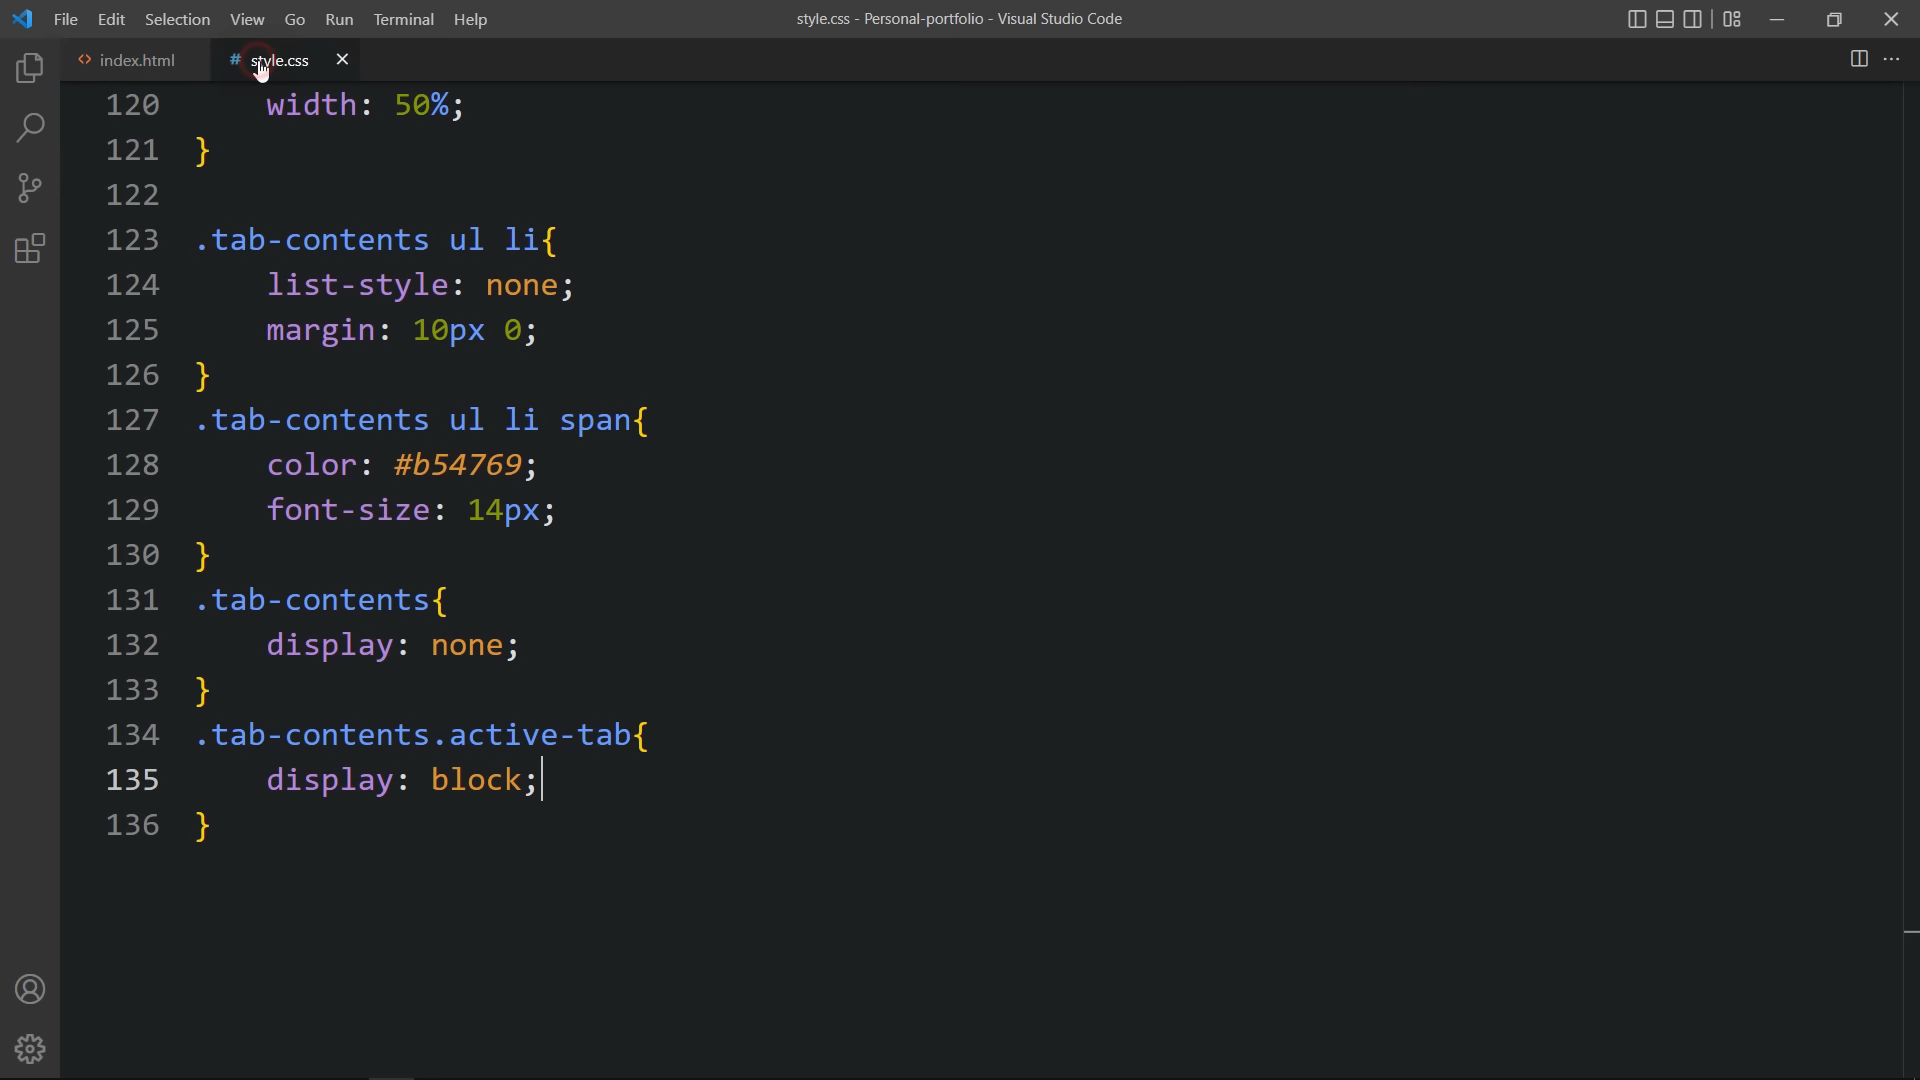 File Edit Selection View Go Run Terminal Help
style.css - Personal-portfolio - Visual Studio Code
<> index.html
# style.css
120 width: 50%;
121 }
122
123 .tab-contents ul li{
124 list-style: none;
125 margin: 10px 0;
126 }
127 .tab-contents ul li span{
128 color: #b54769;
129 font-size: 14px;
130 }
131 .tab-contents{
132 display: none;
133 }
134 .tab-contents.active-tab{
135 display: block;
136 }